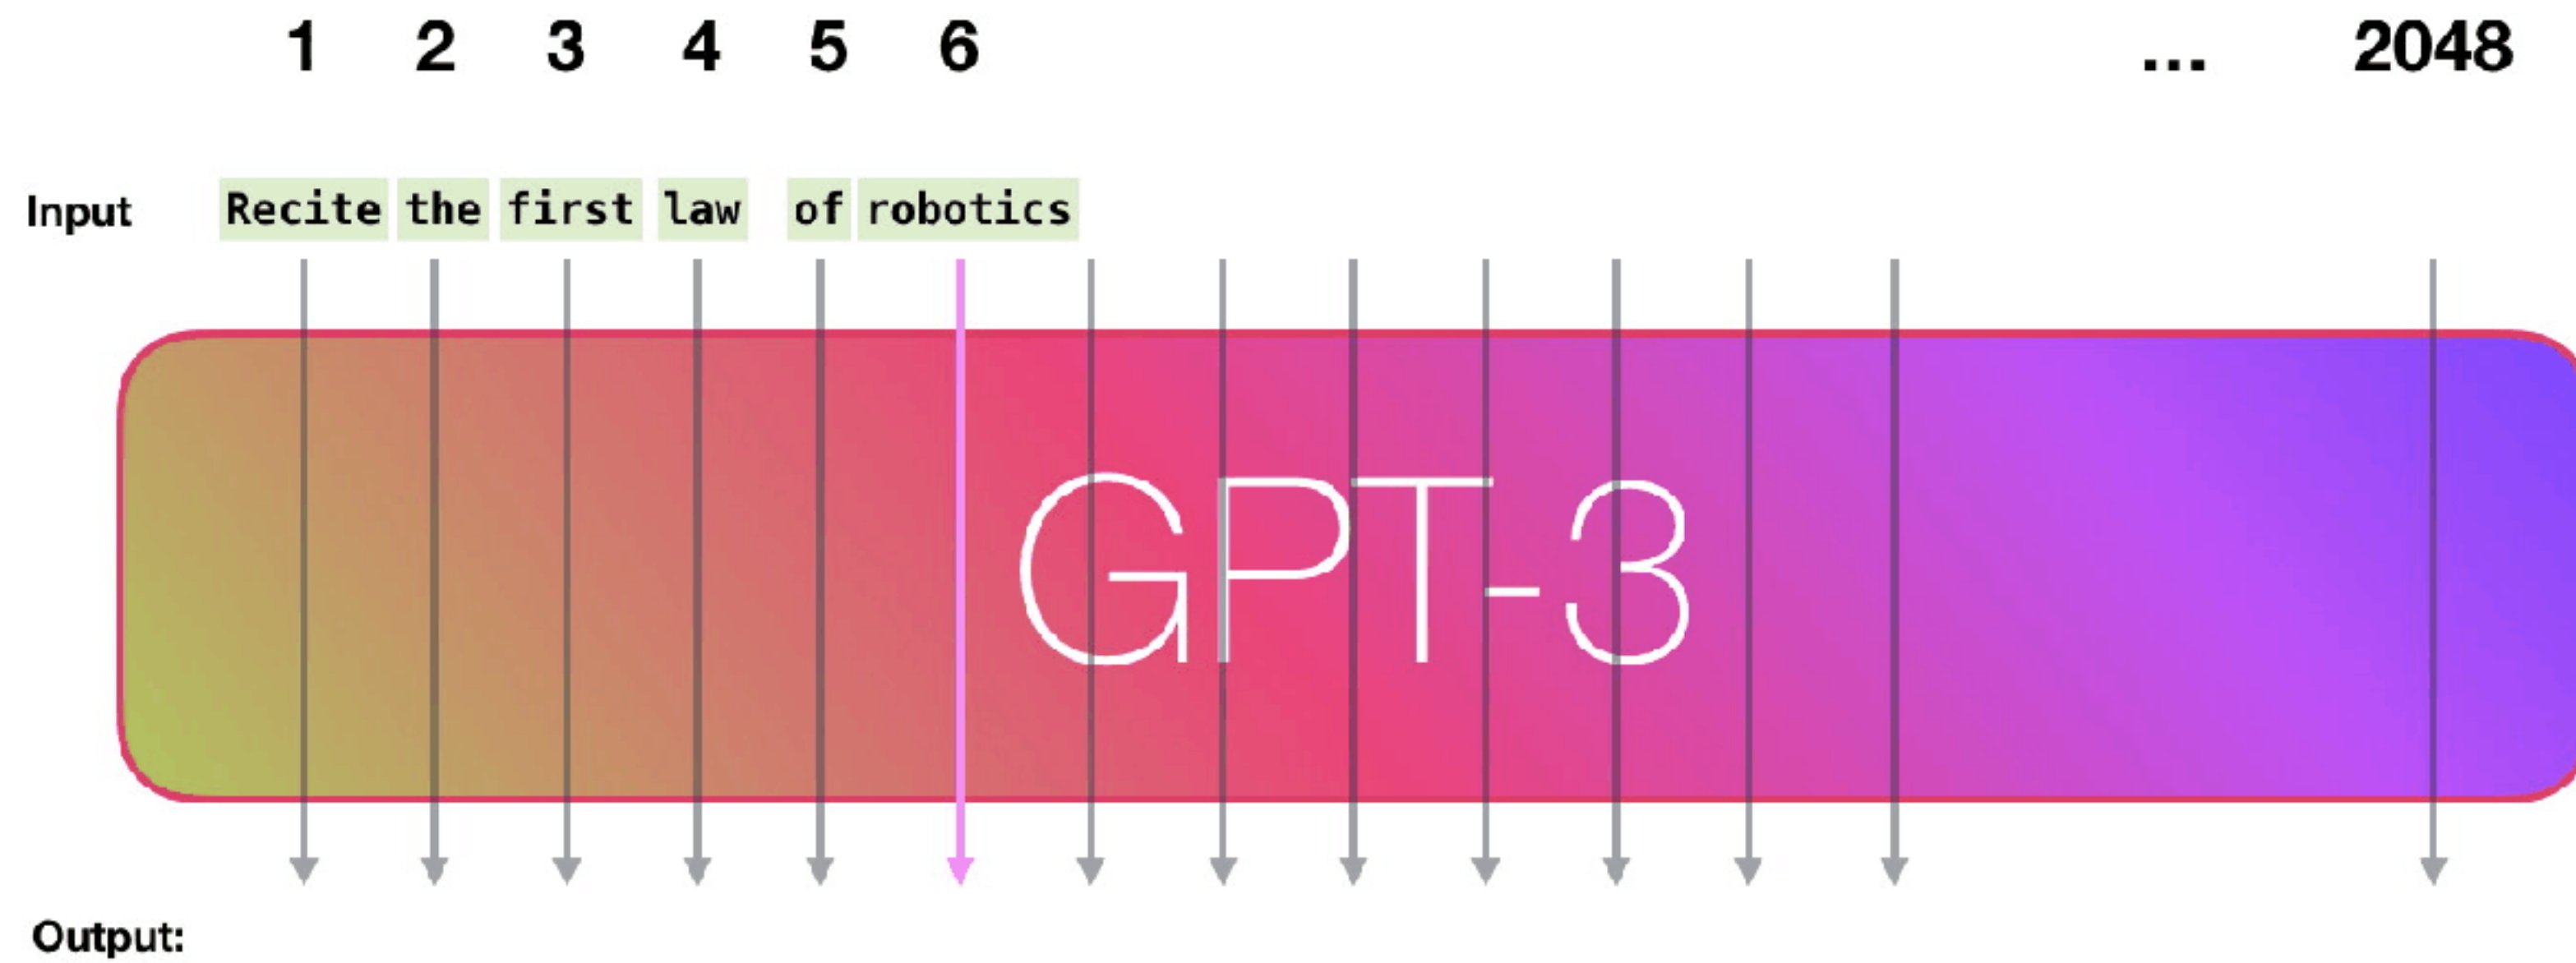 1 2 3 4 5 6 ... 2048
Input Recite the first law of robotics
GPT-3
Output: